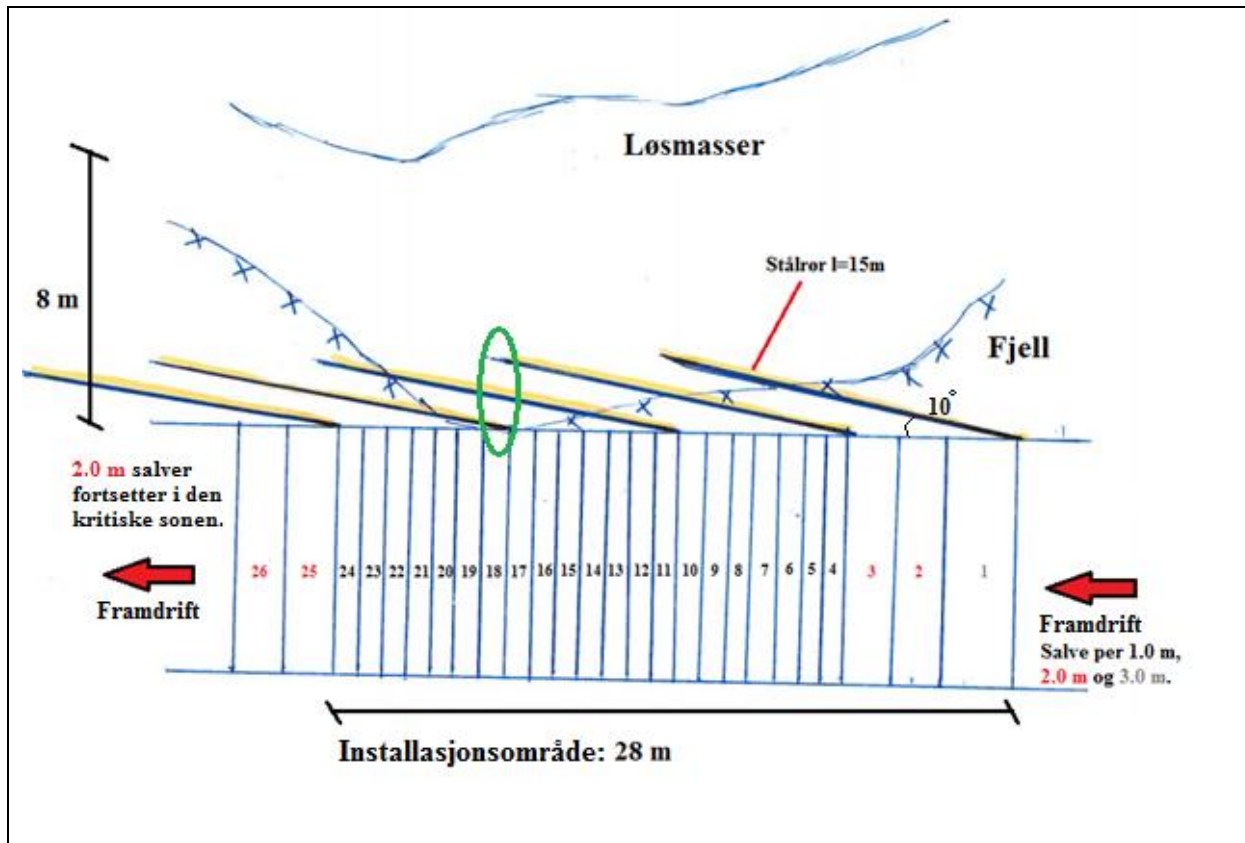 Løsmasser
Stålrør l=15m
8 m
Fjell
10°
2.0 m salver
fortsetter i den
kritiske sonen.
26 25 24 23 22 21 20 19 18 17 16 15 14 13 12 11 10 9 8 7 6 5 4 3 2 1
Framdrift
Framdrift
Salve per 1.0 m,
2.0 m og 3.0 m.
Installasjonsområde: 28 m